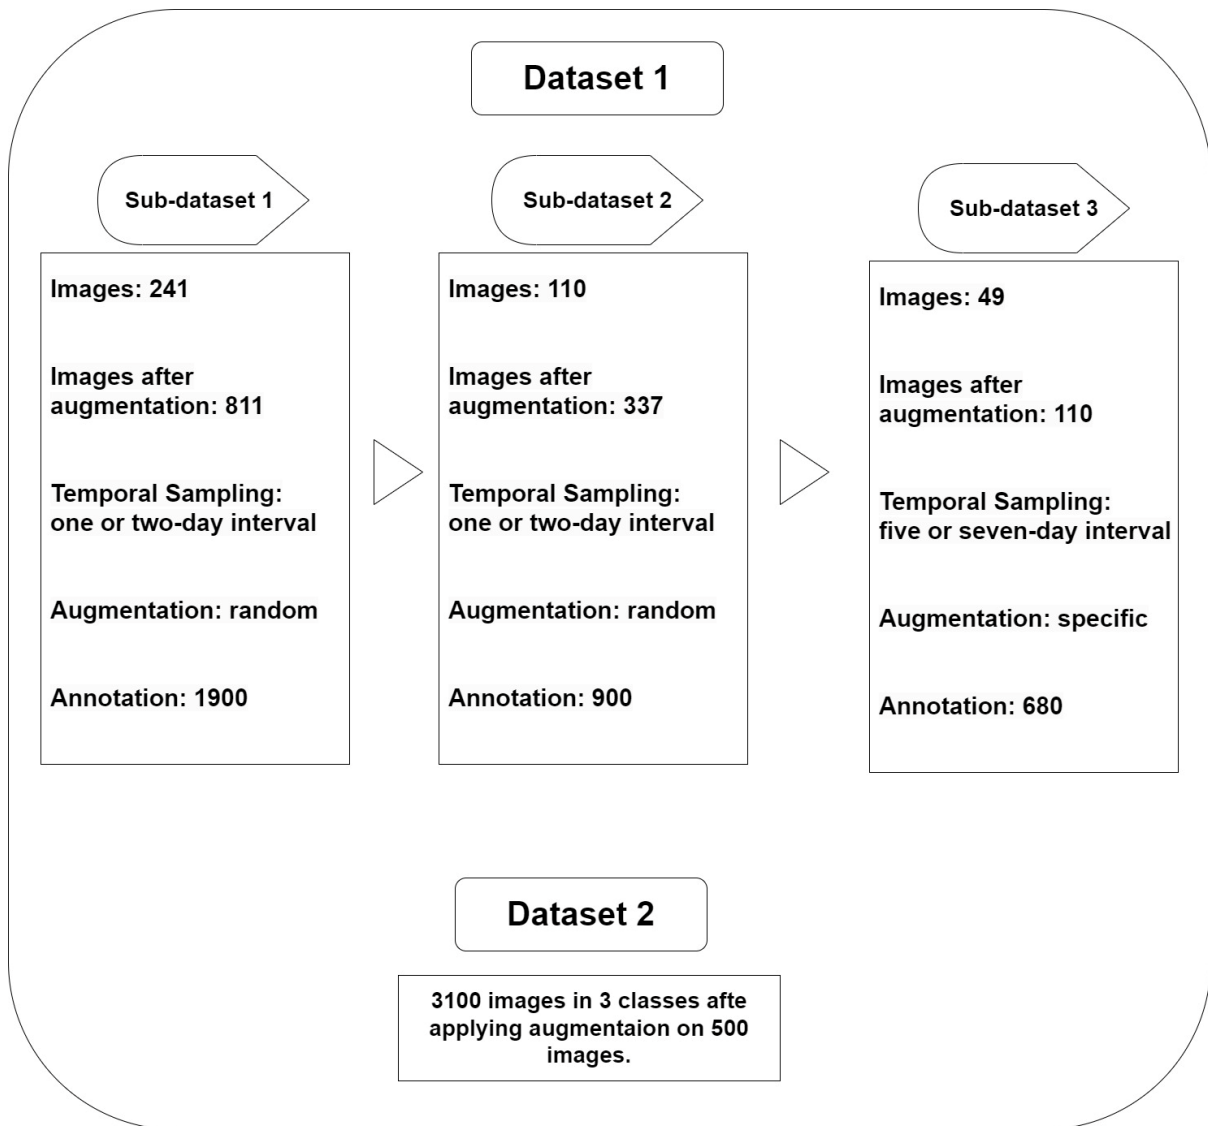 Dataset 1
Sub-dataset 1
Images: 241
Images after
augmentation: 811
Temporal Sampling:
one or two-day interval
Augmentation: random
Annotation: 1900
Sub-dataset 2
Images: 110
Images after
augmentation: 337
Temporal Sampling:
one or two-day interval
Augmentation: random
Annotation: 900
Sub-dataset 3
Images: 49
Images after
augmentation: 110
Temporal Sampling:
five or seven-day interval
Augmentation: specific
Annotation: 680
Dataset 2
3100 images in 3 classes afte
applying augmentaion on 500
images.